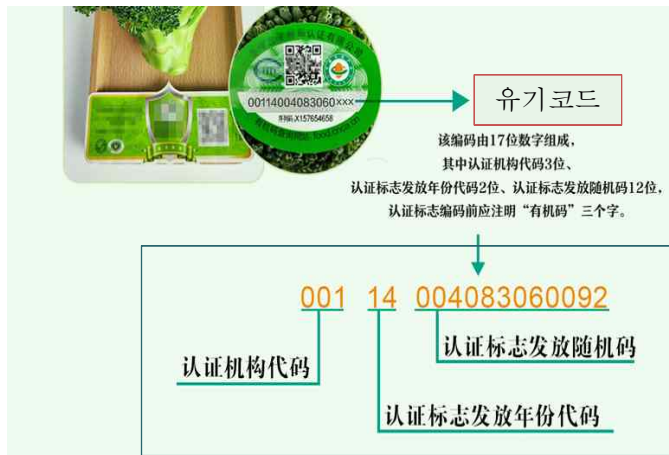 00114004083060xxx
유기코드
该编码由17位数字组成，
其中认证机构代码3位、
认证标志发放年份代码2位、认证标志发放随机码12位，
认证标志编码前应注明“有机码”三个字。
001 14 004083060092
认证机构代码
认证标志发放随机码
认证标志发放年份代码